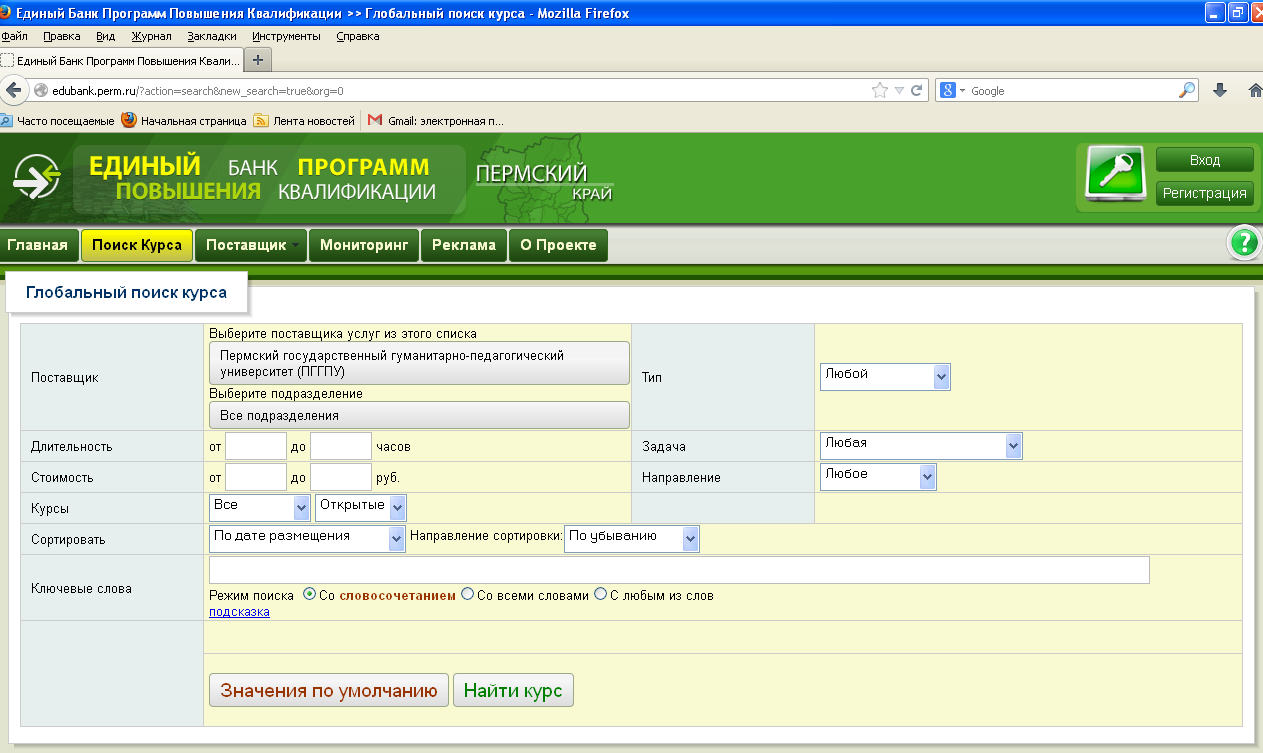 Единый Банк Программ Повышения Квалификации >> Глобальный поиск курса - Mozilla Firefox
Файл Правка Вид Журнал Закладки Инструменты Справка
Единый Банк Программ Повышения Квали... +
edubank.perm.ru/?action=search&new_search=true&org=0 8 Google
Часто посещаемые Начальная страница Лента новостей Gmail: электронная п...
ЕДИНЫЙ БАНК ПРОГРАММ
ПОВЫШЕНИЯ КВАЛИФИКАЦИИ
ПЕРМСКИЙ
КРАЙ
Вход
Регистрация
Главная Поиск Курса Поставщик Мониторинг Реклама О Проекте ?
Глобальный поиск курса
Поставщик
Выберите поставщика услуг из этого списка
Пермский государственный гуманитарно-педагогический
университет (ПГГПУ)
Выберите подразделение
Все подразделения
Тип Любой
Длительность от до часов Задача Любая
Стоимость от до руб. Направление Любое
Курсы Все Открытые
Сортировать По дате размещения Направление сортировки: По убыванию
Ключевые слова
Режим поиска Со словосочетанием Со всеми словами С любым из слов
подсказка
Значения по умолчанию Найти курс